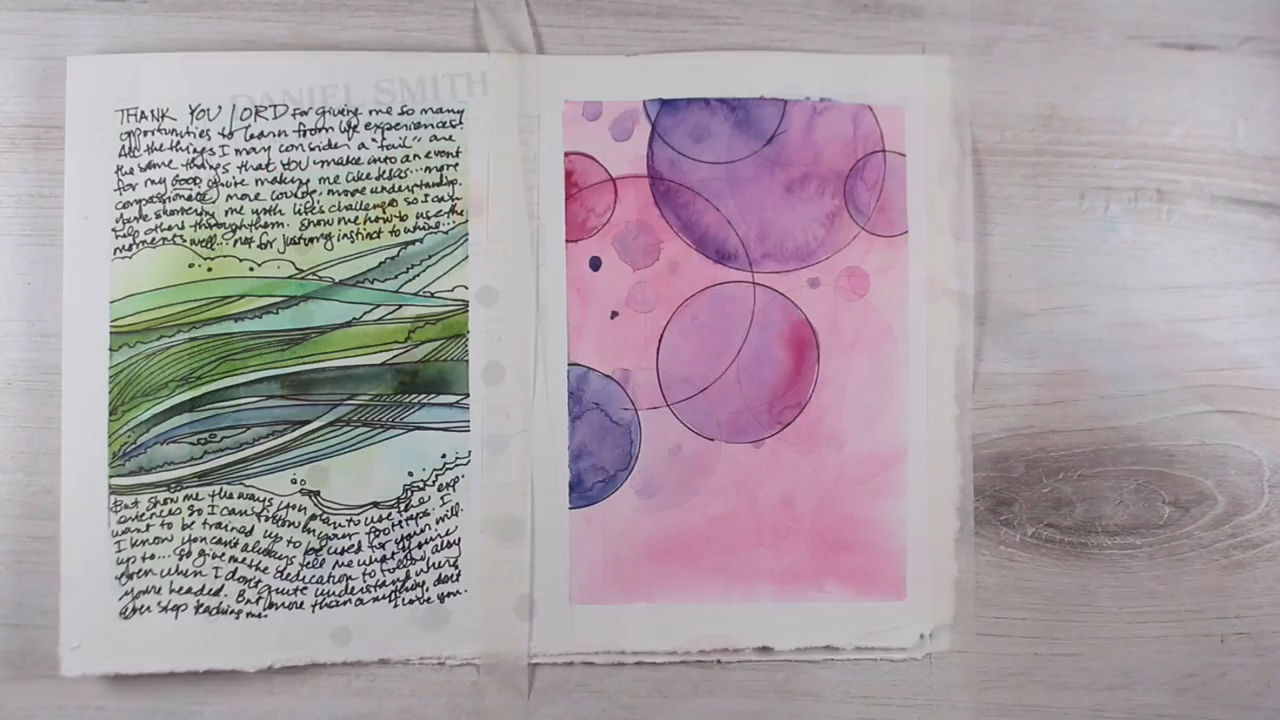 DANIEL SMITH
THANK YOU LORD for giving me so many
opportunities to learn from life experiences!
All the things I may consider a "fail" are
the same things that YOU make into an event
for my good. You're making me like Jesus... more
compassionate, more loving, more understanding.
You're showering me with life's challenges so I can
help others through them. Show me how to use the
moments well... not for just my instinct to whine...
But show me the ways you plan to use the exp-
eriences so I can follow in your footsteps. I
want to be trained up to be used for your will.
I know you can't always tell me what you're
up to... so give me the dedication to follow along
even when I don't quite understand where
you're headed. But more than anything, don't
ever stop teaching me. I love you.